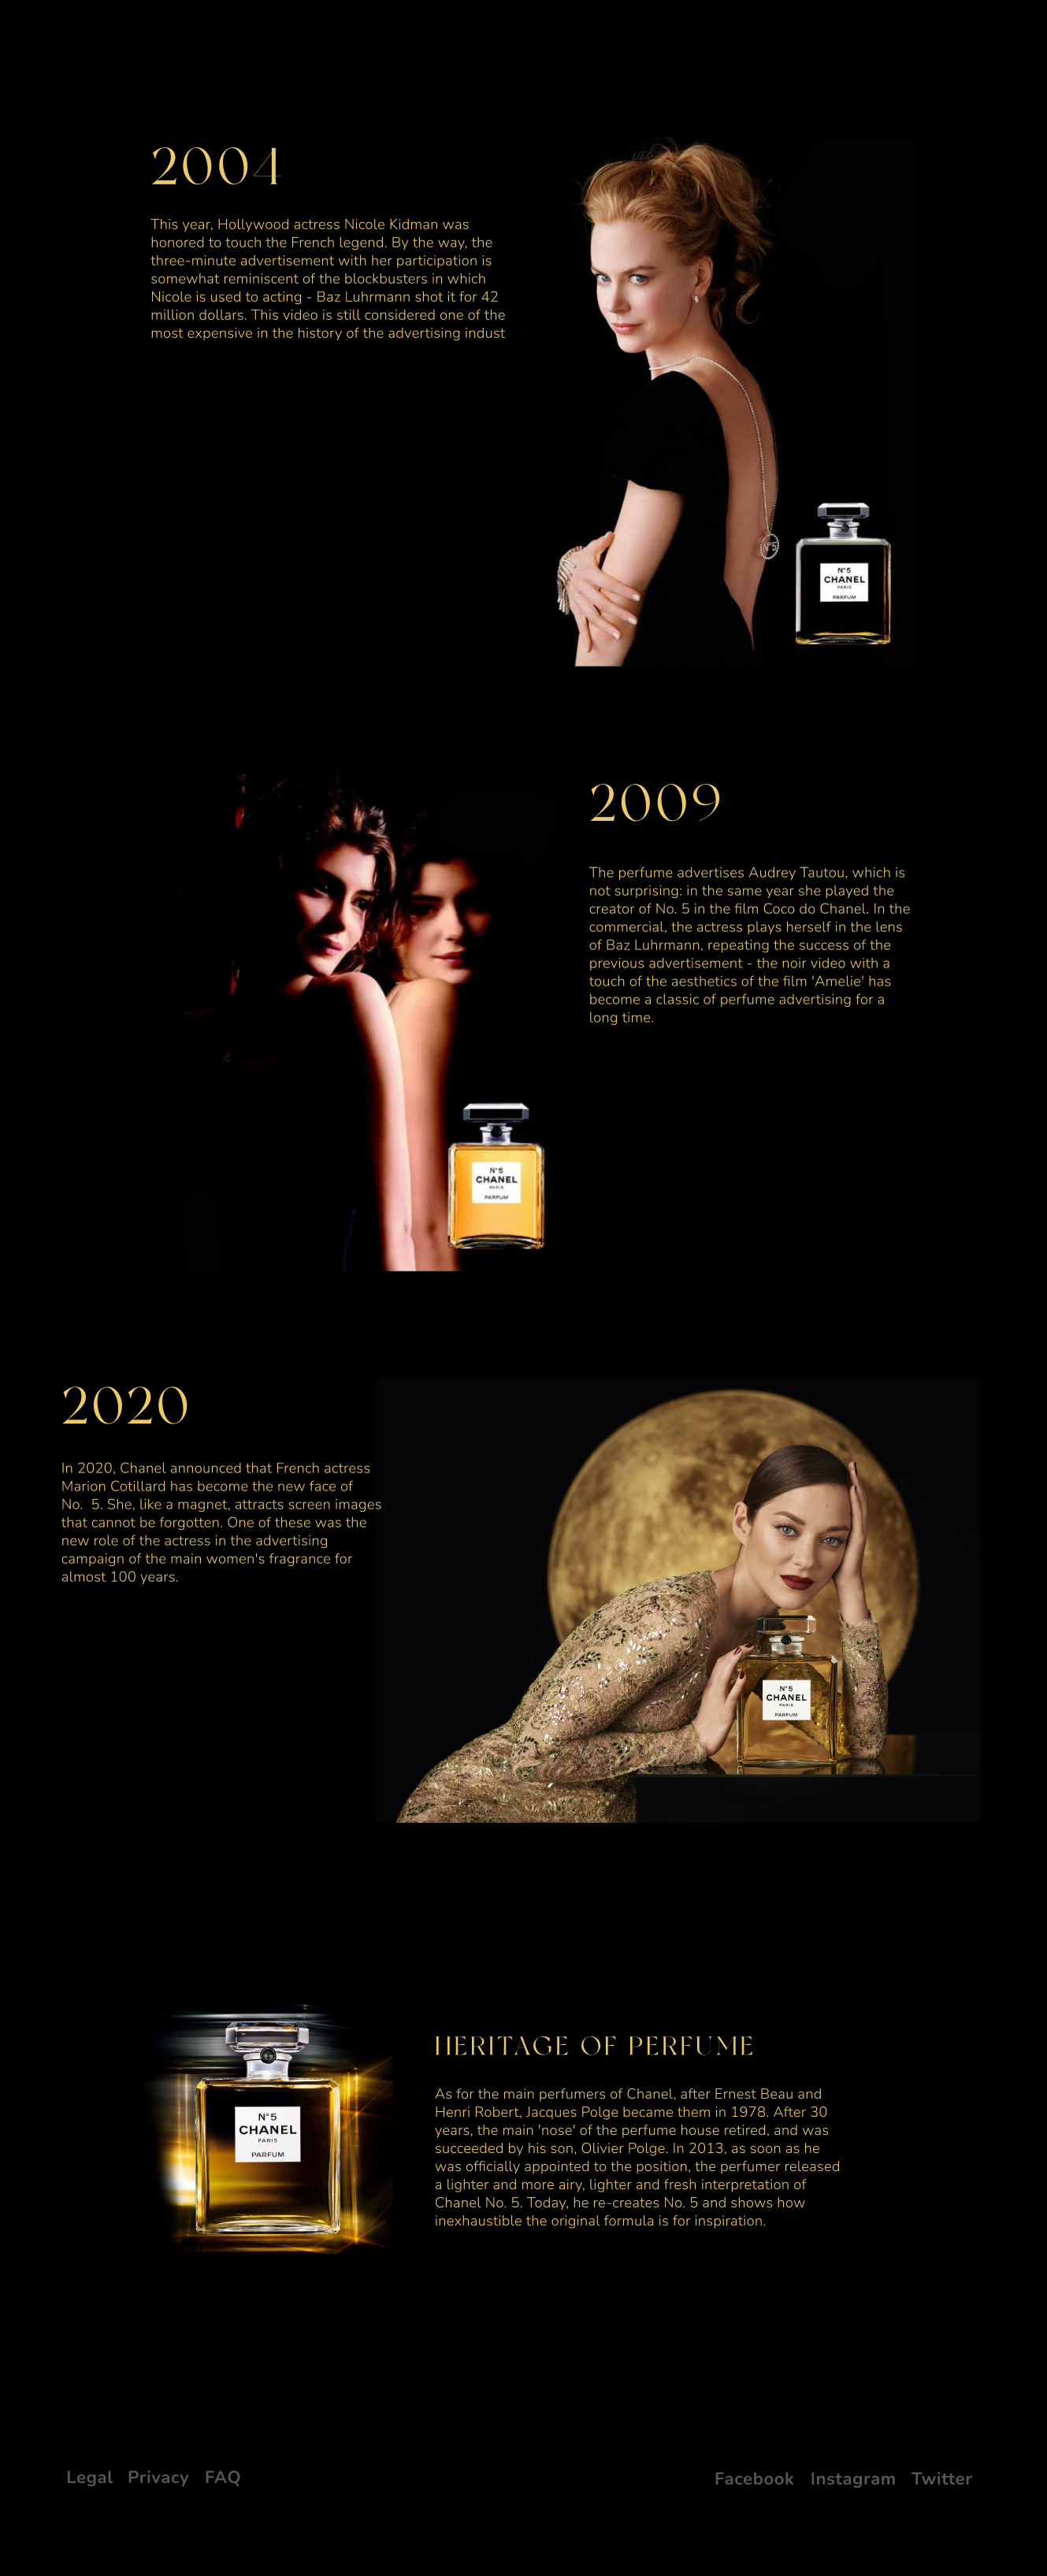 2004
This year, Hollywood actress Nicole Kidman was
honored to touch the French legend. By the way, the
three-minute advertisement with her participation is
somewhat reminiscent of the blockbusters in which
Nicole is used to acting - Baz Luhrmann shot it for 42
million dollars. This video is still considered one of the
most expensive in the history of the advertising indust
N°5
N°5
CHANEL
PARIS
PARFUM
2009
The perfume advertises Audrey Tautou, which is
not surprising: in the same year she played the
creator of No. 5 in the film Coco do Chanel. In the
commercial, the actress plays herself in the lens
of Baz Luhrmann, repeating the success of the
previous advertisement - the noir video with a
touch of the aesthetics of the film 'Amelie' has
become a classic of perfume advertising for a
long time.
N°5
CHANEL
PARIS
PARFUM
2020
In 2020, Chanel announced that French actress
Marion Cotillard has become the new face of
No.  5. She, like a magnet, attracts screen images
that cannot be forgotten. One of these was the
new role of the actress in the advertising
campaign of the main women's fragrance for
almost 100 years.
N°5
CHANEL
PARIS
PARFUM
N°5
CHANEL
PARIS
PARFUM
HERITAGE OF PERFUME
As for the main perfumers of Chanel, after Ernest Beau and
Henri Robert, Jacques Polge became them in 1978. After 30
years, the main 'nose' of the perfume house retired, and was
succeeded by his son, Olivier Polge. In 2013, as soon as he
was officially appointed to the position, the perfumer released
a lighter and more airy, lighter and fresh interpretation of
Chanel No. 5. Today, he re-creates No. 5 and shows how
inexhaustible the original formula is for inspiration.
Legal Privacy FAQ
Facebook Instagram Twitter